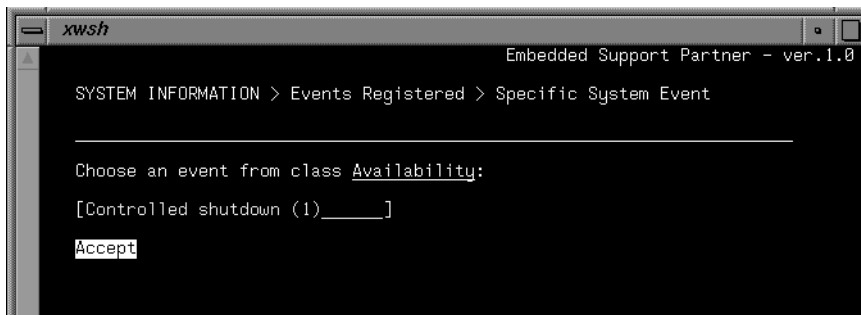 xwsh
Embedded Support Partner - ver.1.0
SYSTEM INFORMATION > Events Registered > Specific System Event
Choose an event from class Availability:
[Controlled shutdown (1)______]
Accept